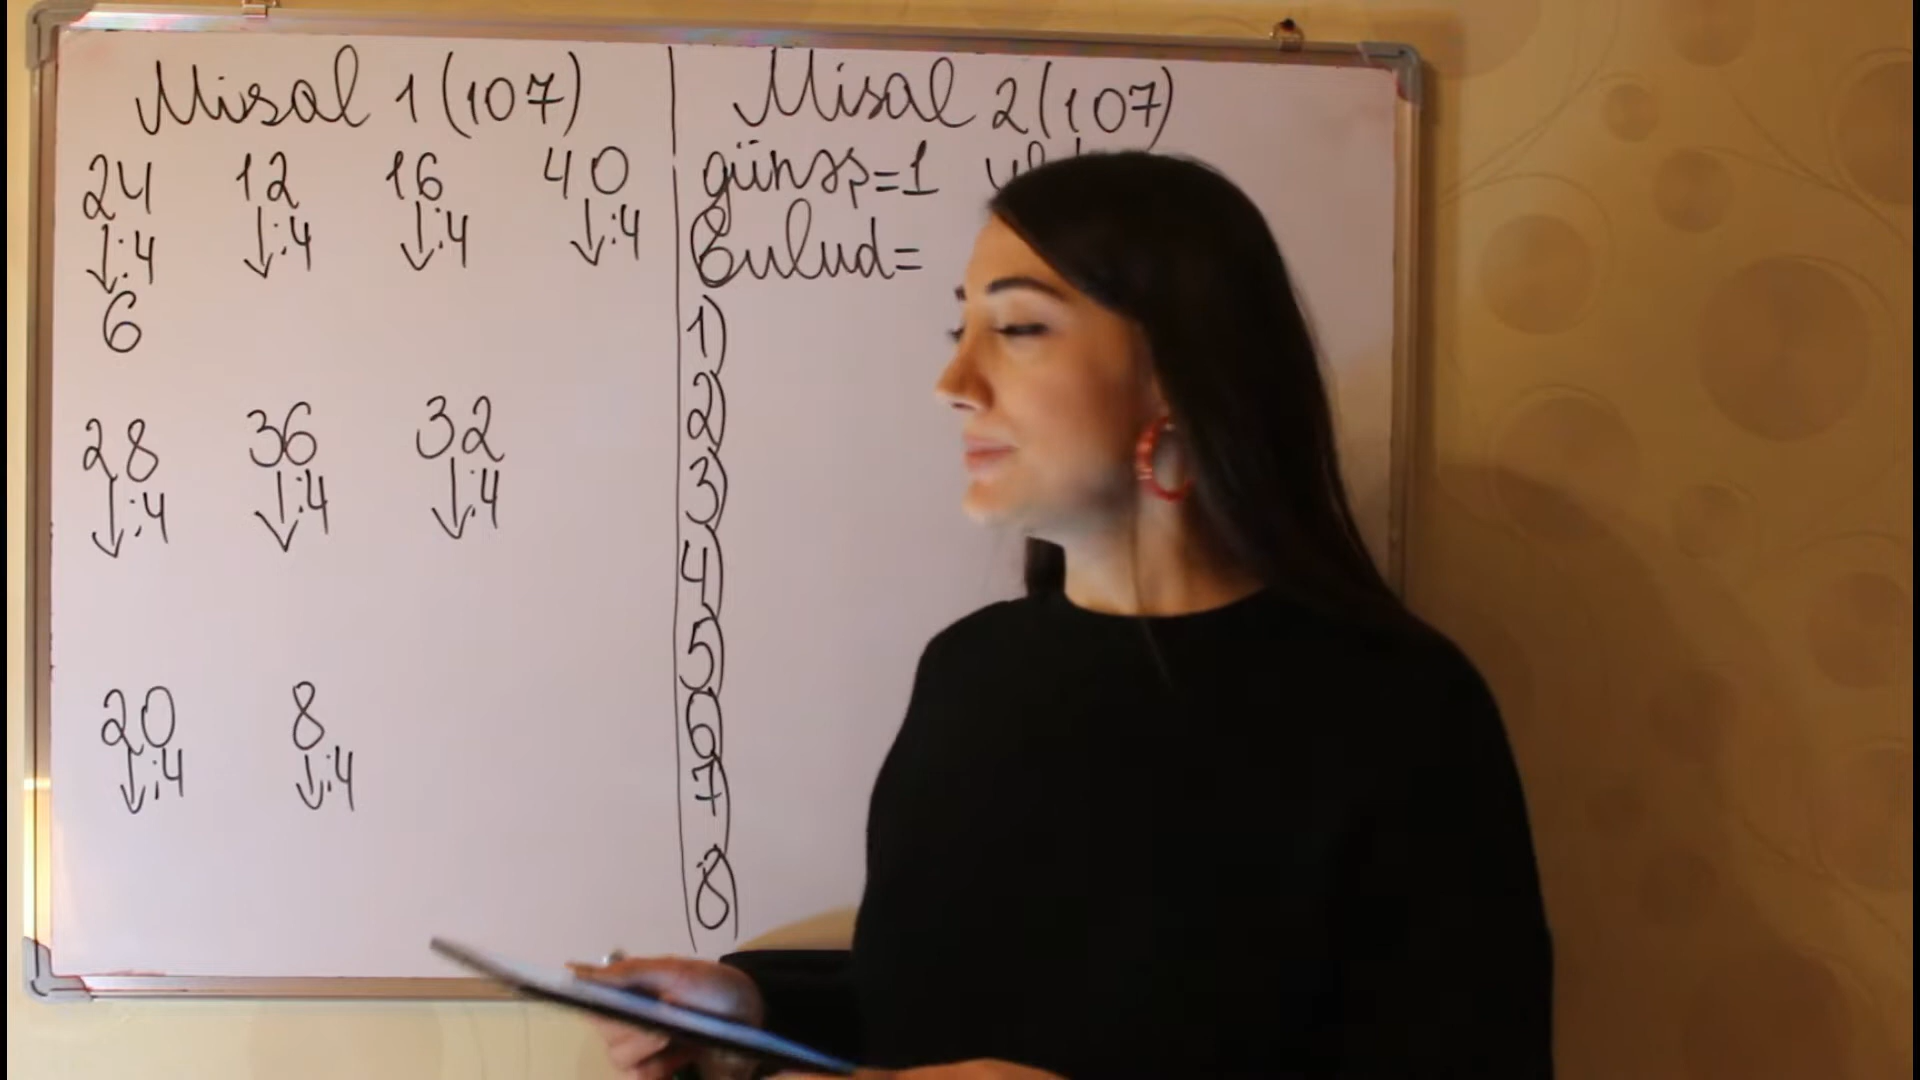 Misal 1 (107)
24 12 16 40
↓:4 ↓:4 ↓:4 ↓:4
6
28 36 32
↓:4 ↓:4 ↓:4
20 8
↓:4 ↓:4
Misal 2 (107)
günəş=1
Bulud=
1)
2)
3)
4)
5)
6)
7)
8)